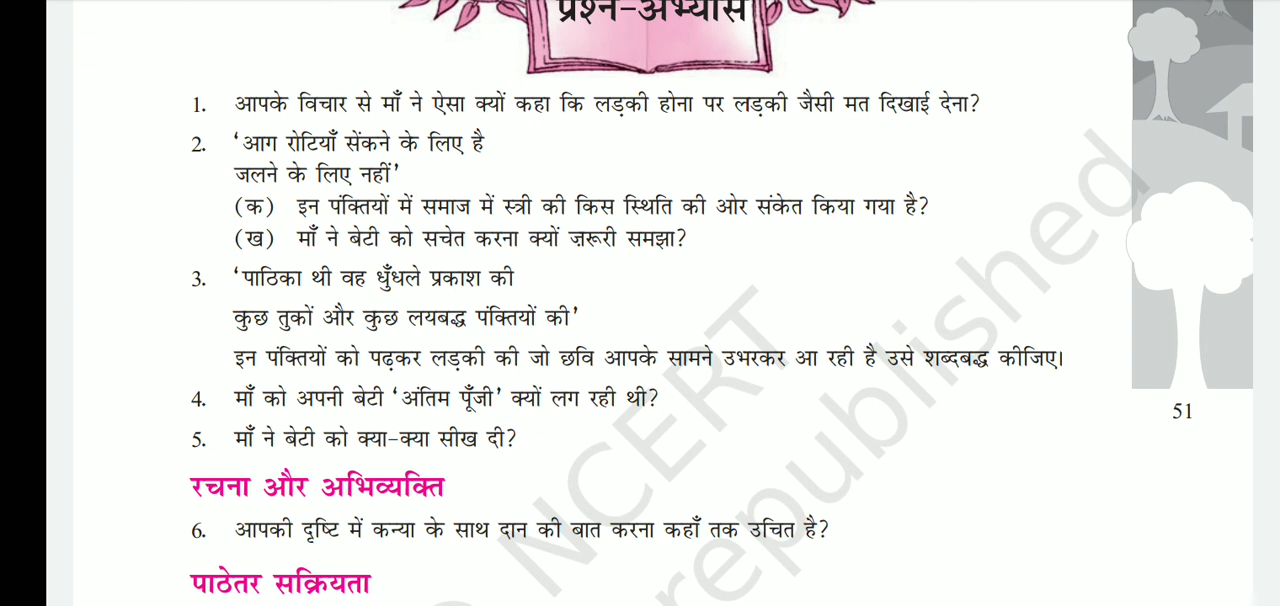 प्रश्न-अभ्यास
1. आपके विचार से माँ ने ऐसा क्यों कहा कि लड़की होना पर लड़की जैसी मत दिखाई देना?
2. 'आग रोटियाँ सेंकने के लिए है
जलने के लिए नहीं'
(क) इन पंक्तियों में समाज में स्त्री की किस स्थिति की ओर संकेत किया गया है?
(ख) माँ ने बेटी को सचेत करना क्यों ज़रूरी समझा?
3. 'पाठिका थी वह धुँधले प्रकाश की
कुछ तुकों और कुछ लयबद्ध पंक्तियों की'
इन पंक्तियों को पढ़कर लड़की की जो छवि आपके सामने उभरकर आ रही है उसे शब्दबद्ध कीजिए।
4. माँ को अपनी बेटी 'अंतिम पूँजी' क्यों लग रही थी?
51
5. माँ ने बेटी को क्या-क्या सीख दी?
रचना और अभिव्यक्ति
6. आपकी दृष्टि में कन्या के साथ दान की बात करना कहाँ तक उचित है?
पाठेतर सक्रियता
NCERT
republished